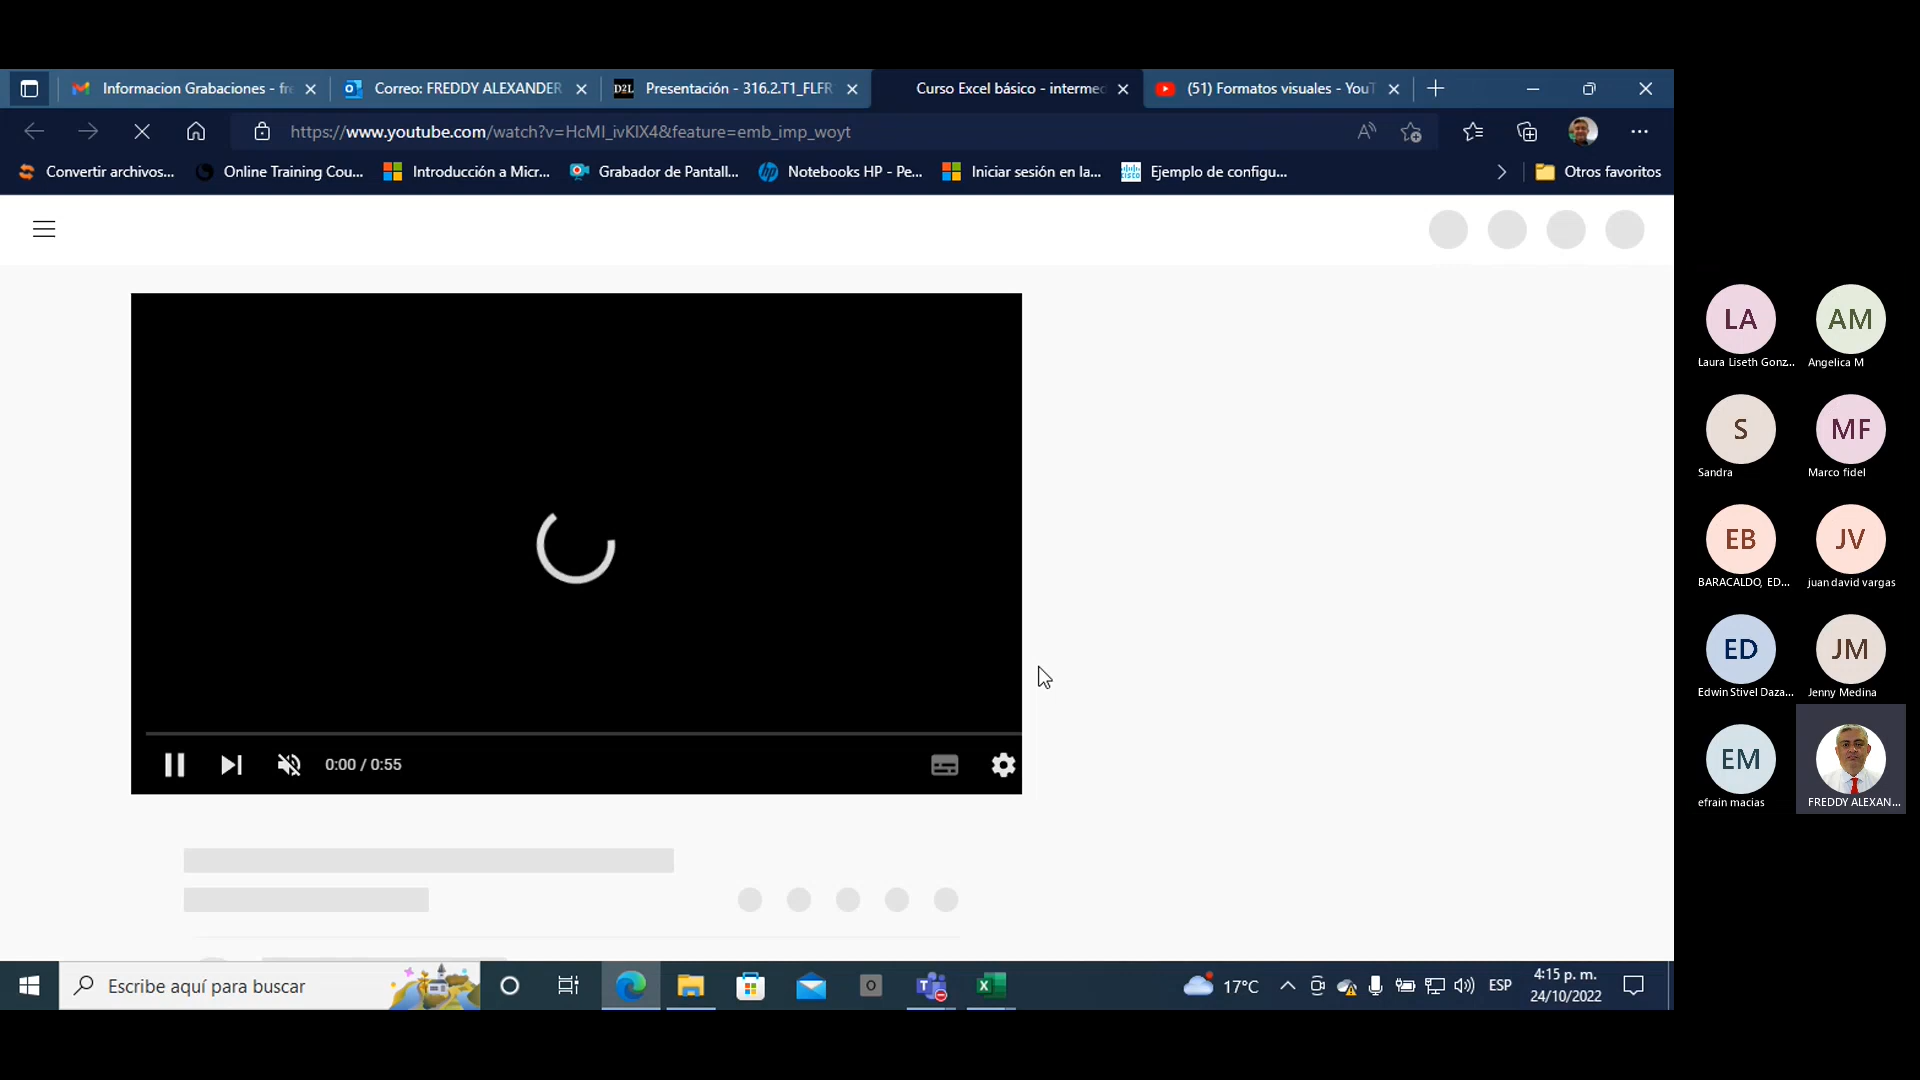 Informacion Grabaciones - fr
Correo: FREDDY ALEXANDER
D2L
Presentación - 316.2.T1_FLFR
Curso Excel básico - intermec
(51) Formatos visuales - YouT
https://www.youtube.com/watch?v=HcMI_ivKIX4&feature=emb_imp_woyt
Convertir archivos...
Online Training Cou...
Introducción a Micr...
Grabador de Pantall...
Notebooks HP - Pe...
Iniciar sesión en la...
Ejemplo de configu...
Otros favoritos
0:00 / 0:55
LA
Laura Liseth Gonz...
AM
Angelica M
S
Sandra
MF
Marco fidel
EB
BARACALDO, ED...
JV
juan david vargas
ED
Edwin Stivel Daza...
JM
Jenny Medina
EM
efrain macias
FREDDY ALEXAN...
Escribe aquí para buscar
17°C
ESP
4:15 p. m.
24/10/2022